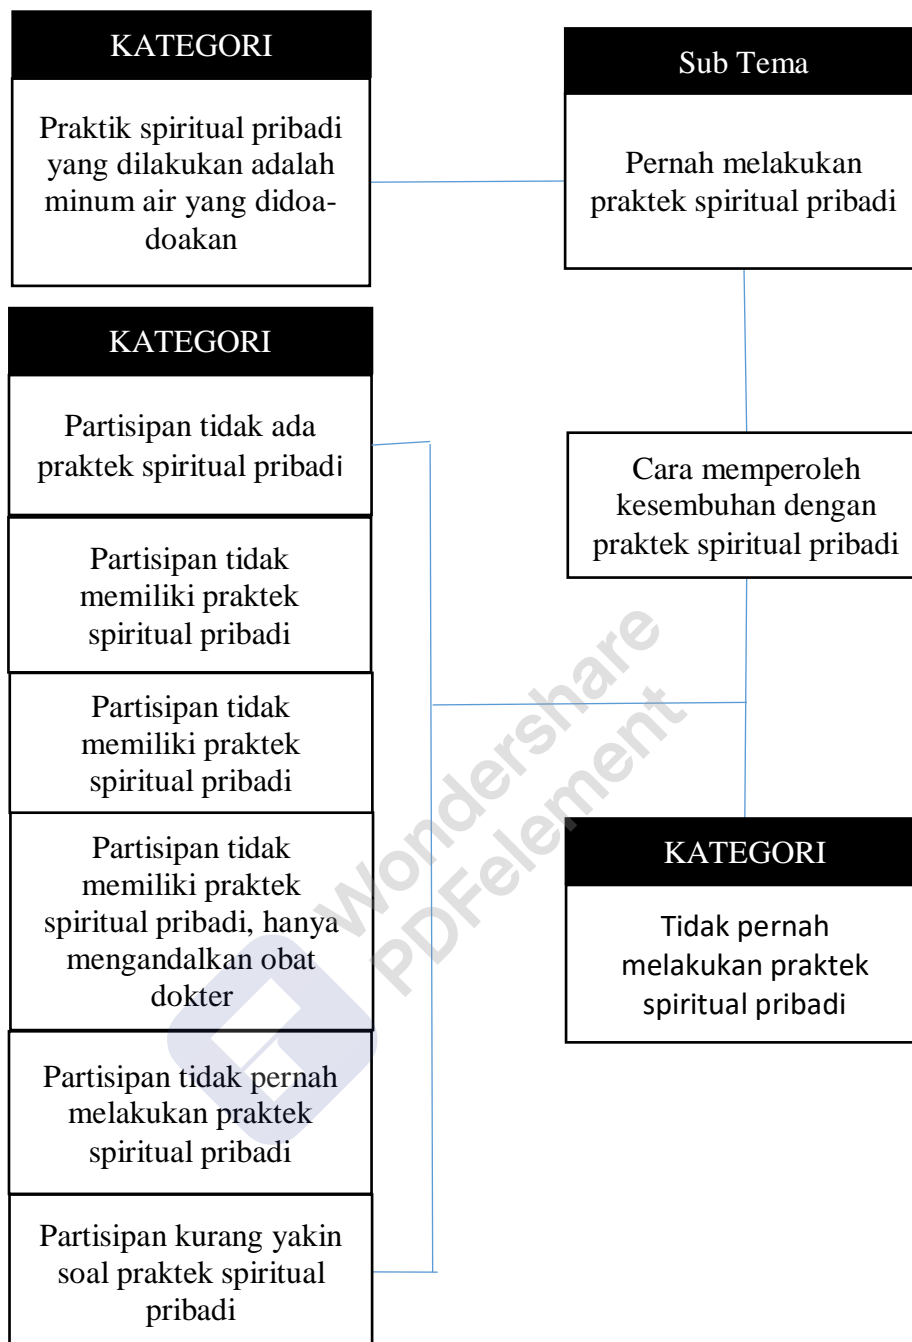 KATEGORI
Praktik spiritual pribadi
yang dilakukan adalah
minum air yang didoa-
doakan
Sub Tema
Pernah melakukan
praktek spiritual pribadi
KATEGORI
Partisipan tidak ada
praktek spiritual pribadi
Partisipan tidak
memiliki praktek
spiritual pribadi
Partisipan tidak
memiliki praktek
spiritual pribadi
Partisipan tidak
memiliki praktek
spiritual pribadi, hanya
mengandalkan obat
dokter
Partisipan tidak pernah
melakukan praktek
spiritual pribadi
Partisipan kurang yakin
soal praktek spiritual
pribadi
Cara memperoleh
kesembuhan dengan
praktek spiritual pribadi
KATEGORI
Tidak pernah
melakukan praktek
spiritual pribadi
Wondershare
PDFelement